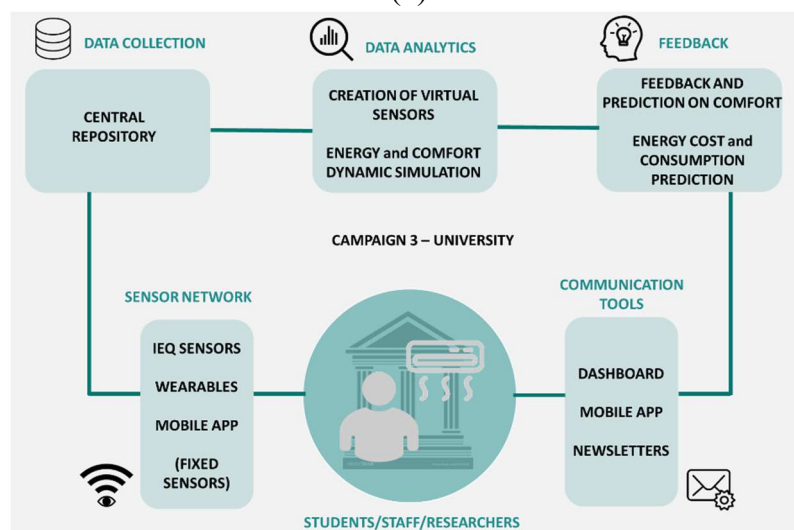 DATA COLLECTION
DATA ANALYTICS
FEEDBACK
CENTRAL
REPOSITORY
CREATION OF VIRTUAL
SENSORS
ENERGY and COMFORT
DYNAMIC SIMULATION
FEEDBACK AND
PREDICTION ON COMFORT
ENERGY COST and
CONSUMPTION
PREDICTION
CAMPAIGN 3 – UNIVERSITY
SENSOR NETWORK
IEQ SENSORS
WEARABLES
MOBILE APP
(FIXED
SENSORS)
COMMUNICATION
TOOLS
DASHBOARD
MOBILE APP
NEWSLETTERS
STUDENTS/STAFF/RESEARCHERS